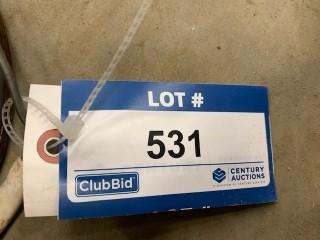 LOT #
531
ClubBid
CENTURY
AUCTIONS